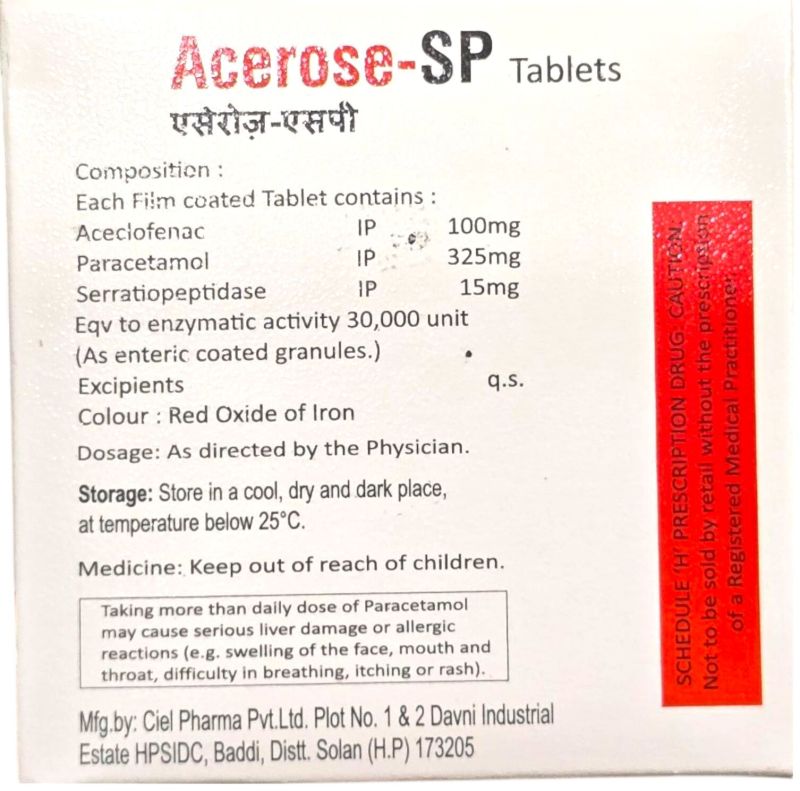 Acerose-SP Tablets
एसेरोज़-एसपी
Composition :
Each Film coated Tablet contains :
Aceclofenac IP 100mg
Paracetamol IP 325mg
Serratiopeptidase IP 15mg
Eqv to enzymatic activity 30,000 unit
(As enteric coated granules.)
Excipients q.s.
Colour : Red Oxide of Iron
Dosage: As directed by the Physician.
Storage: Store in a cool, dry and dark place,
at temperature below 25°C.
Medicine: Keep out of reach of children.
Taking more than daily dose of Paracetamol
may cause serious liver damage or allergic
reactions (e.g. swelling of the face, mouth and
throat, difficulty in breathing, itching or rash).
Mfg.by: Ciel Pharma Pvt.Ltd. Plot No. 1 & 2 Davni Industrial
Estate HPSIDC, Baddi, Distt. Solan (H.P) 173205
SCHEDULE 'H' PRESCRIPTION DRUG CAUTION:
Not to be sold by retail without the prescription
of a Registered Medical Practitioner.